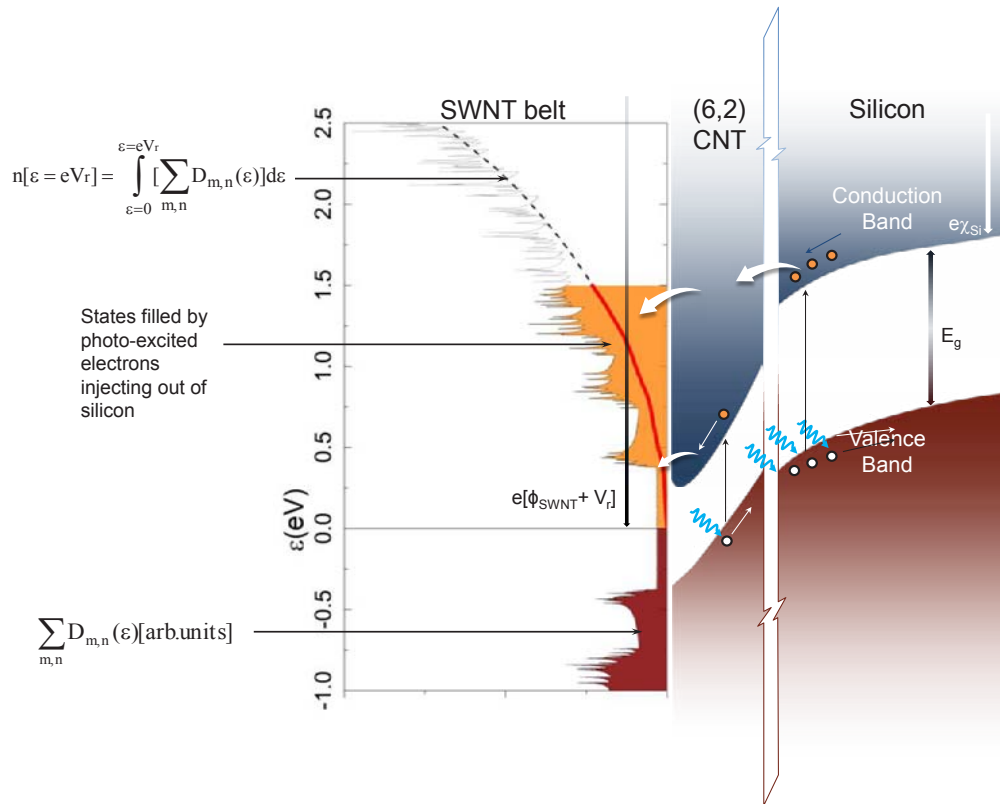 SWNT belt
(6,2)
CNT
Silicon
n[ε = eVr] = ∫ε=0^ε=eVr [∑m,n Dm,n(ε)]dε
Conduction
Band
eχSi
States filled by
photo-excited
electrons
injecting out of
silicon
Eg
Valence
Band
e[ϕSWNT+ Vr]
∑m,n Dm,n(ε)[arb.units]
ε(eV)
2.5
2.0
1.5
1.0
0.5
0.0
-0.5
-1.0